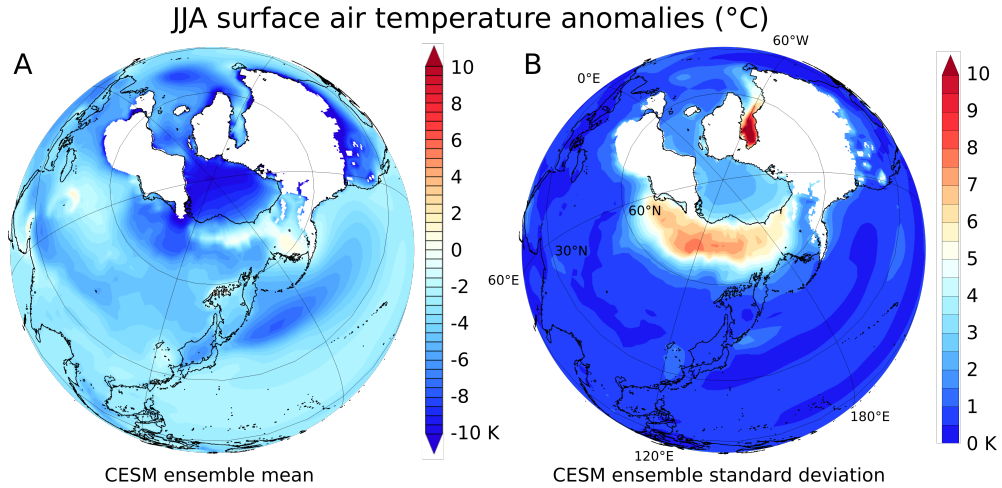 JJA surface air temperature anomalies (°C)
A
10
8
6
4
2
0
-2
-4
-6
-8
-10 K
CESM ensemble mean
B
60°W
0°E
60°N
30°N
60°E
120°E
180°E
10
9
8
7
6
5
4
3
2
1
0 K
CESM ensemble standard deviation